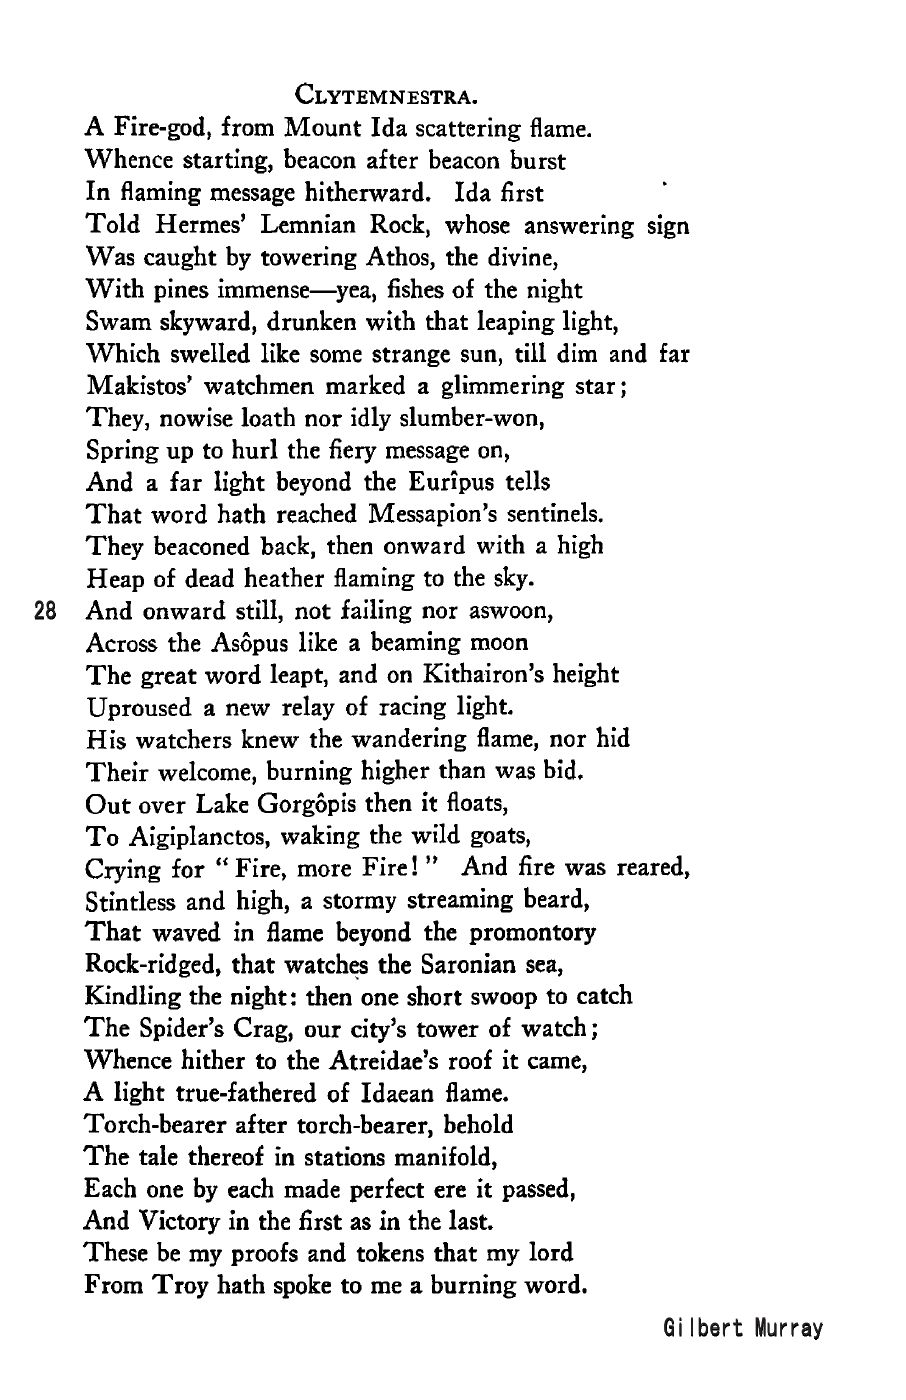 CLYTEMNESTRA.
A Fire-god, from Mount Ida scattering flame.
Whence starting, beacon after beacon burst
In flaming message hitherward. Ida first
Told Hermes' Lemnian Rock, whose answering sign
Was caught by towering Athos, the divine,
With pines immense—yea, fishes of the night
Swam skyward, drunken with that leaping light,
Which swelled like some strange sun, till dim and far
Makistos' watchmen marked a glimmering star;
They, nowise loath nor idly slumber-won,
Spring up to hurl the fiery message on,
And a far light beyond the Eurîpus tells
That word hath reached Messapion's sentinels.
They beaconed back, then onward with a high
Heap of dead heather flaming to the sky.
28 And onward still, not failing nor aswoon,
Across the Asôpus like a beaming moon
The great word leapt, and on Kithairon's height
Uproused a new relay of racing light.
His watchers knew the wandering flame, nor hid
Their welcome, burning higher than was bid.
Out over Lake Gorgôpis then it floats,
To Aigiplanctos, waking the wild goats,
Crying for "Fire, more Fire!" And fire was reared,
Stintless and high, a stormy streaming beard,
That waved in flame beyond the promontory
Rock-ridged, that watches the Saronian sea,
Kindling the night: then one short swoop to catch
The Spider's Crag, our city's tower of watch;
Whence hither to the Atreidae's roof it came,
A light true-fathered of Idaean flame.
Torch-bearer after torch-bearer, behold
The tale thereof in stations manifold,
Each one by each made perfect ere it passed,
And Victory in the first as in the last.
These be my proofs and tokens that my lord
From Troy hath spoke to me a burning word.
Gilbert Murray